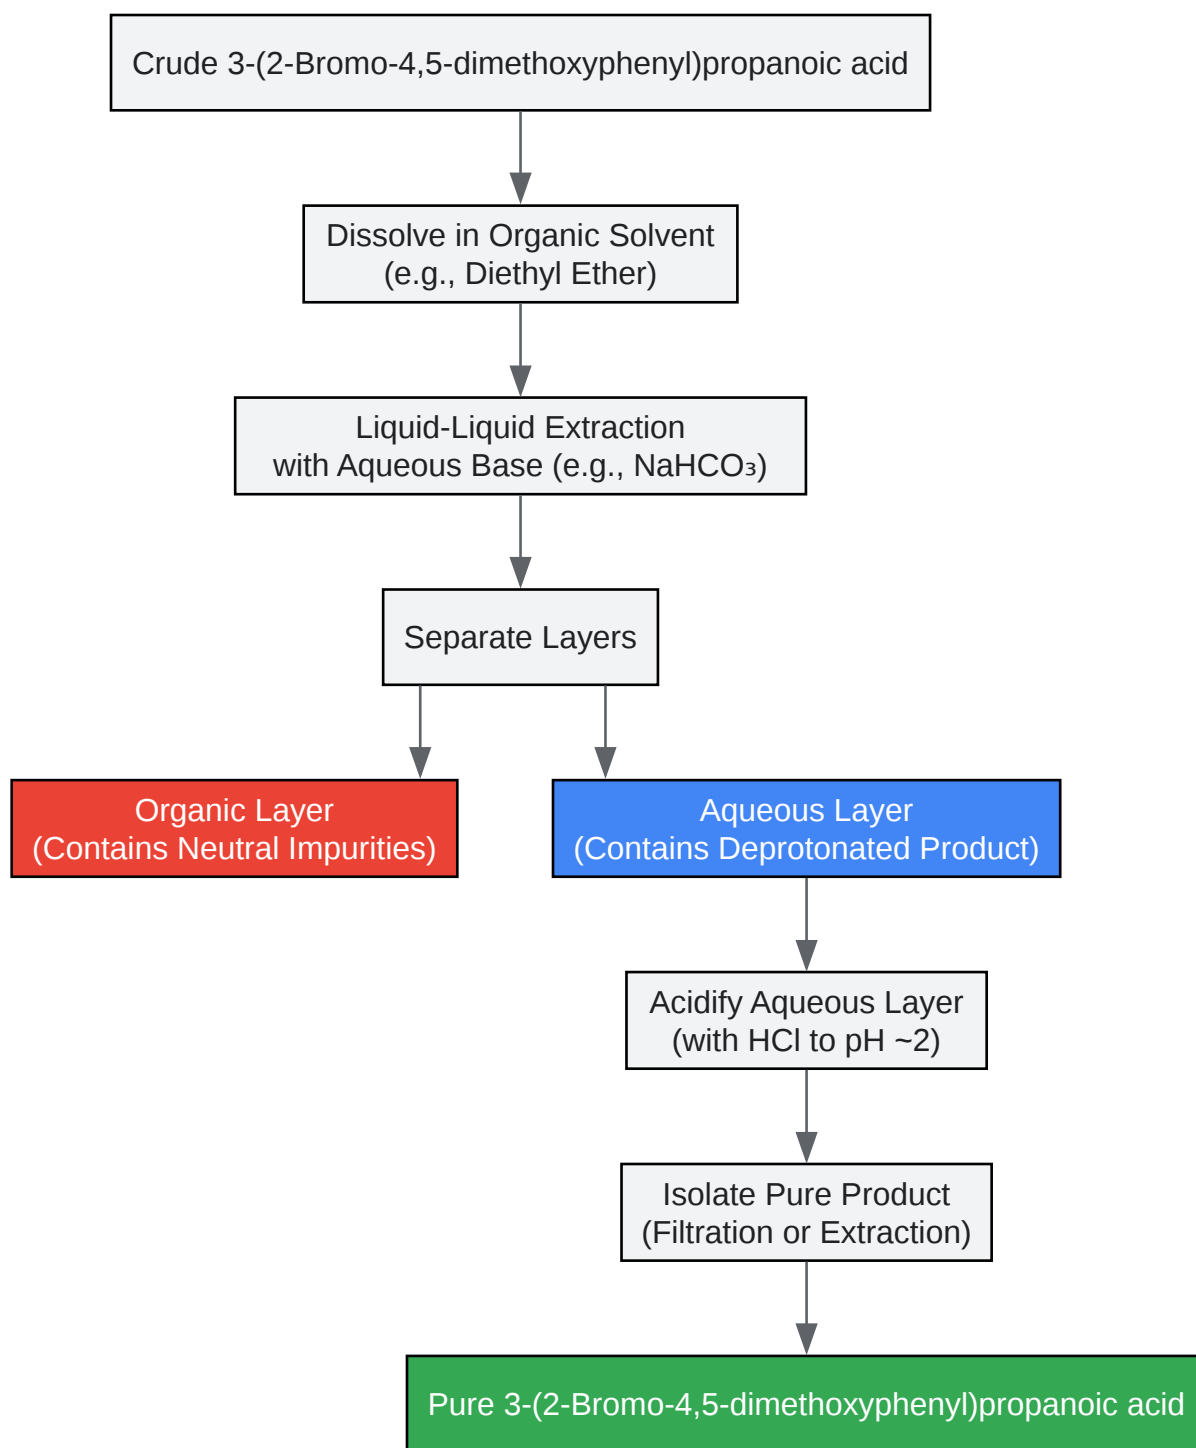 Crude 3-(2-Bromo-4,5-dimethoxyphenyl)propanoic acid
Dissolve in Organic Solvent
(e.g., Diethyl Ether)
Liquid-Liquid Extraction
with Aqueous Base (e.g., NaHCO₃)
Separate Layers
Organic Layer
(Contains Neutral Impurities)
Aqueous Layer
(Contains Deprotonated Product)
Acidify Aqueous Layer
(with HCl to pH ~2)
Isolate Pure Product
(Filtration or Extraction)
Pure 3-(2-Bromo-4,5-dimethoxyphenyl)propanoic acid